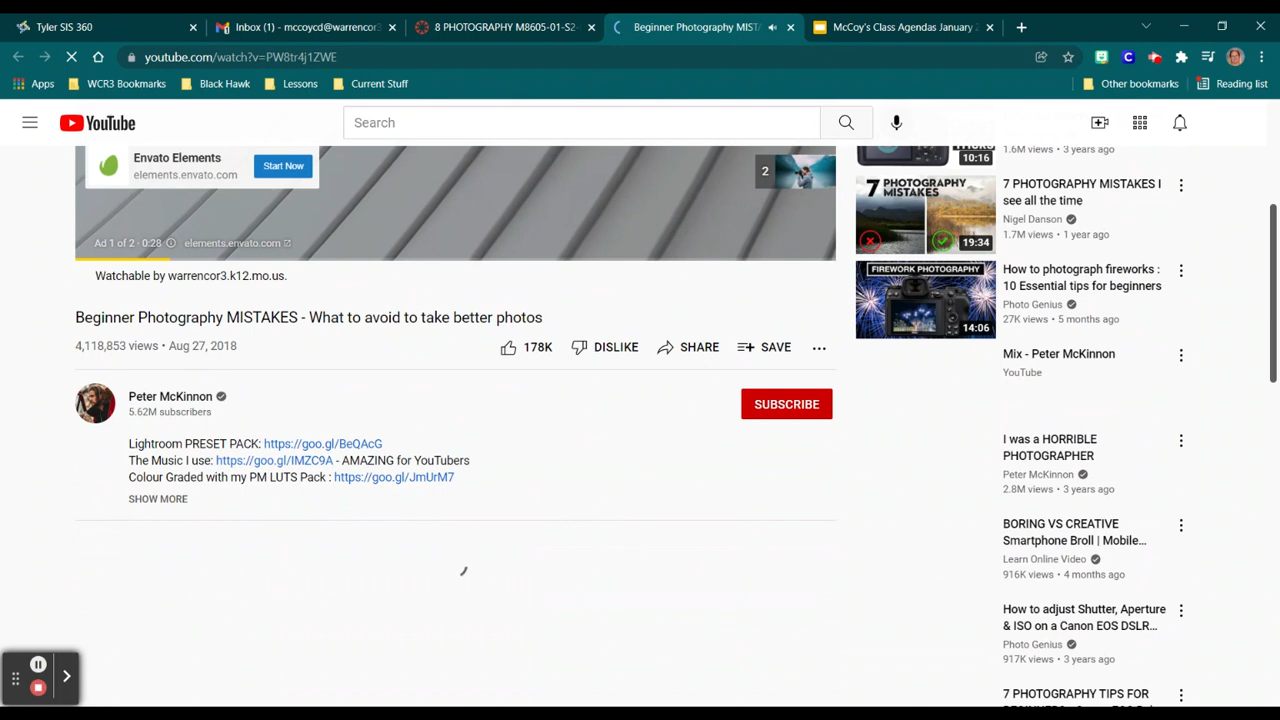 Tyler SIS 360
Inbox (1) - mccoycd@warrencor3
8 PHOTOGRAPHY M8605-01-S2-
Beginner Photography MIST
McCoy's Class Agendas January 2
youtube.com/watch?v=PW8tr4j1ZWE
Apps
WCR3 Bookmarks
Black Hawk
Lessons
Current Stuff
Other bookmarks
Reading list
YouTube
Search
Envato Elements
elements.envato.com
Start Now
2
Ad 1 of 2 · 0:28
elements.envato.com
Watchable by warrencor3.k12.mo.us.
Beginner Photography MISTAKES - What to avoid to take better photos
4,118,853 views • Aug 27, 2018
178K
DISLIKE
SHARE
SAVE
Peter McKinnon
5.62M subscribers
SUBSCRIBE
Lightroom PRESET PACK: https://goo.gl/BeQAcG
The Music I use: https://goo.gl/IMZC9A - AMAZING for YouTubers
Colour Graded with my PM LUTS Pack : https://goo.gl/JmUrM7
SHOW MORE
10:16
1.6M views • 3 years ago
7 PHOTOGRAPHY
MISTAKES
19:34
7 PHOTOGRAPHY MISTAKES I
see all the time
Nigel Danson
1.7M views • 1 year ago
FIREWORK PHOTOGRAPHY
14:06
How to photograph fireworks :
10 Essential tips for beginners
Photo Genius
27K views • 5 months ago
Mix - Peter McKinnon
YouTube
I was a HORRIBLE
PHOTOGRAPHER
Peter McKinnon
2.8M views • 3 years ago
BORING VS CREATIVE
Smartphone Broll | Mobile...
Learn Online Video
916K views • 4 months ago
How to adjust Shutter, Aperture
& ISO on a Canon EOS DSLR...
Photo Genius
917K views • 3 years ago
7 PHOTOGRAPHY TIPS FOR